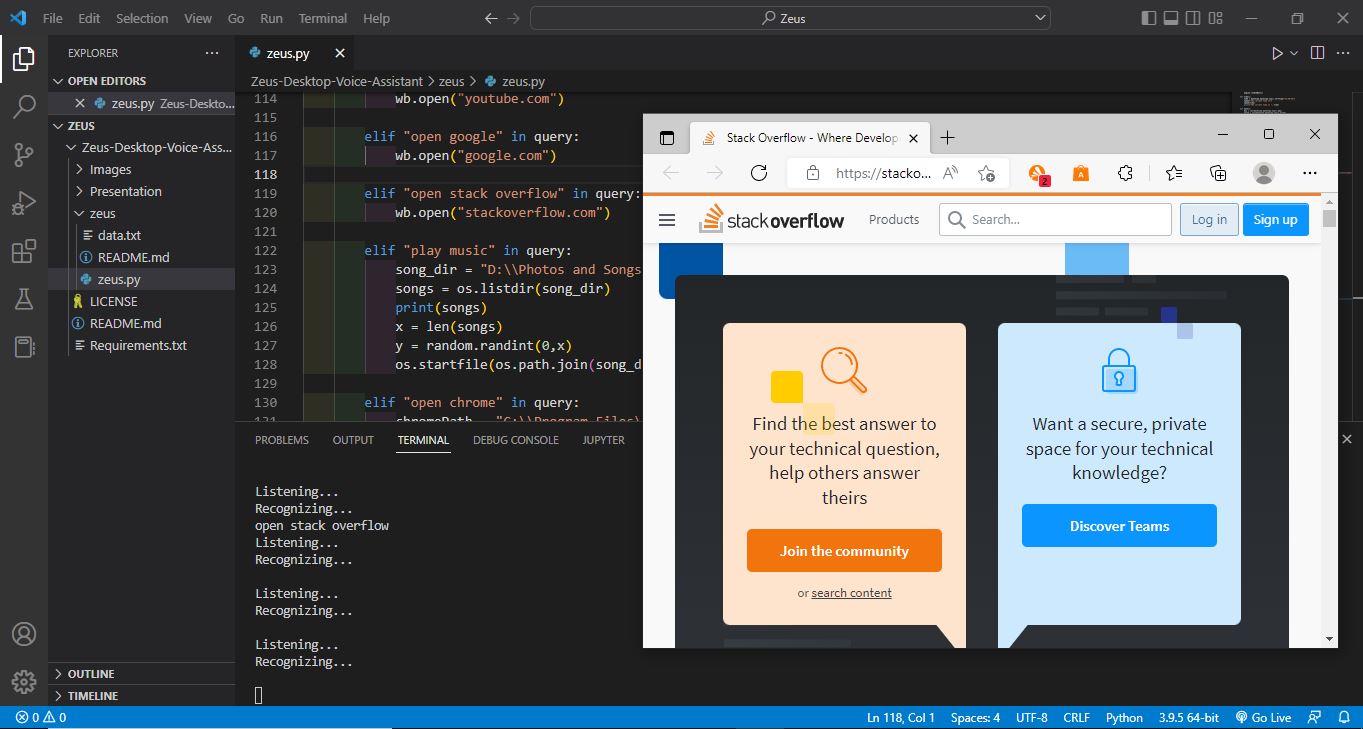 File Edit Selection View Go Run Terminal Help
Zeus
EXPLORER
OPEN EDITORS
zeus.py Zeus-Deskto...
ZEUS
Zeus-Desktop-Voice-Ass...
Images
Presentation
zeus
data.txt
README.md
zeus.py
LICENSE
README.md
Requirements.txt
OUTLINE
TIMELINE
zeus.py
Zeus-Desktop-Voice-Assistant > zeus > zeus.py
114 wb.open("youtube.com")
115
116 elif "open google" in query:
117 wb.open("google.com")
118
119 elif "open stack overflow" in query:
120 wb.open("stackoverflow.com")
121
122 elif "play music" in query:
123 song_dir = "D:\\Photos and Songs
124 songs = os.listdir(song_dir)
125 print(songs)
126 x = len(songs)
127 y = random.randint(0,x)
128 os.startfile(os.path.join(song_d
129
130 elif "open chrome" in query:
PROBLEMS OUTPUT TERMINAL DEBUG CONSOLE JUPYTER
Listening...
Recognizing...
open stack overflow
Listening...
Recognizing...
Listening...
Recognizing...
Listening...
Recognizing...
Stack Overflow - Where Develop
https://stacko...
2
stackoverflow Products Search... Log in Sign up
Find the best answer to
your technical question,
help others answer
theirs
Join the community
or search content
Want a secure, private
space for your technical
knowledge?
Discover Teams
0 0
Ln 118, Col 1 Spaces: 4 UTF-8 CRLF Python 3.9.5 64-bit Go Live